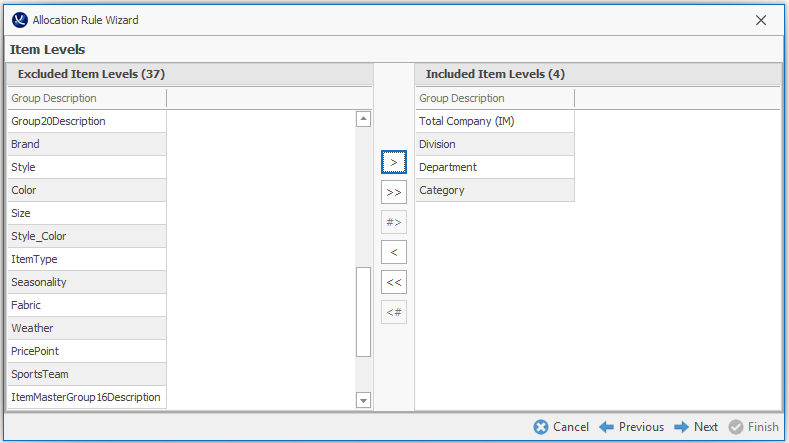 Allocation Rule Wizard
Item Levels
Excluded Item Levels (37)
Group Description
Group20Description
Brand
Style
Color
Size
Style_Color
ItemType
Seasonality
Fabric
Weather
PricePoint
SportsTeam
ItemMasterGroup16Description
>
>>
#>
<
<<
<#
Included Item Levels (4)
Group Description
Total Company (IM)
Division
Department
Category
Cancel Previous Next Finish